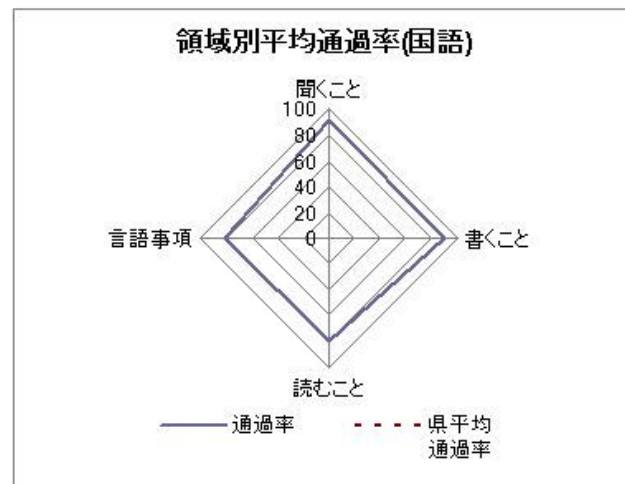 領域別平均通過率(国語)
聞くこと
100
80
60
40
20
0
言語事項
書くこと
読むこと
通過率
県平均
通過率